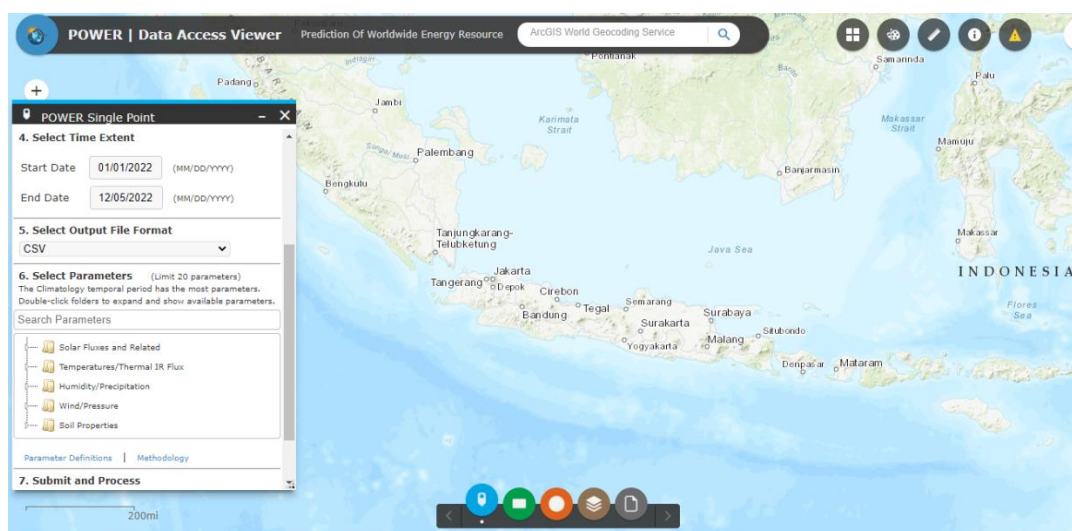 POWER | Data Access Viewer
Prediction Of Worldwide Energy Resource
ArcGIS World Geocoding Service
POWER Single Point
4. Select Time Extent
Start Date 01/01/2022 (MM/DD/YYYY)
End Date 12/05/2022 (MM/DD/YYYY)
5. Select Output File Format
CSV
6. Select Parameters (Limit 20 parameters)
The Climatology temporal period has the most parameters.
Double-click folders to expand and show available parameters.
Search Parameters
Solar Fluxes and Related
Temperatures/Thermal IR Flux
Humidity/Precipitation
Wind/Pressure
Soil Properties
Parameter Definitions | Methodology
7. Submit and Process
200mi
Pontianak
Samarinda
Palu
Padang
Jambi
Karimata
Strait
Makassar
Strait
Mamuju
Palembang
Banjarmasin
Bengkulu
Tanjungkarang-
Telubketung
Java Sea
Makassar
INDONESIA
Jakarta
Tangerang
Depok
Cirebon
Bandung
Tegal
Semarang
Surabaya
Surakarta
Yogyakarta
Malang
Situbondo
Denpasar
Mataram
Flores
Sea